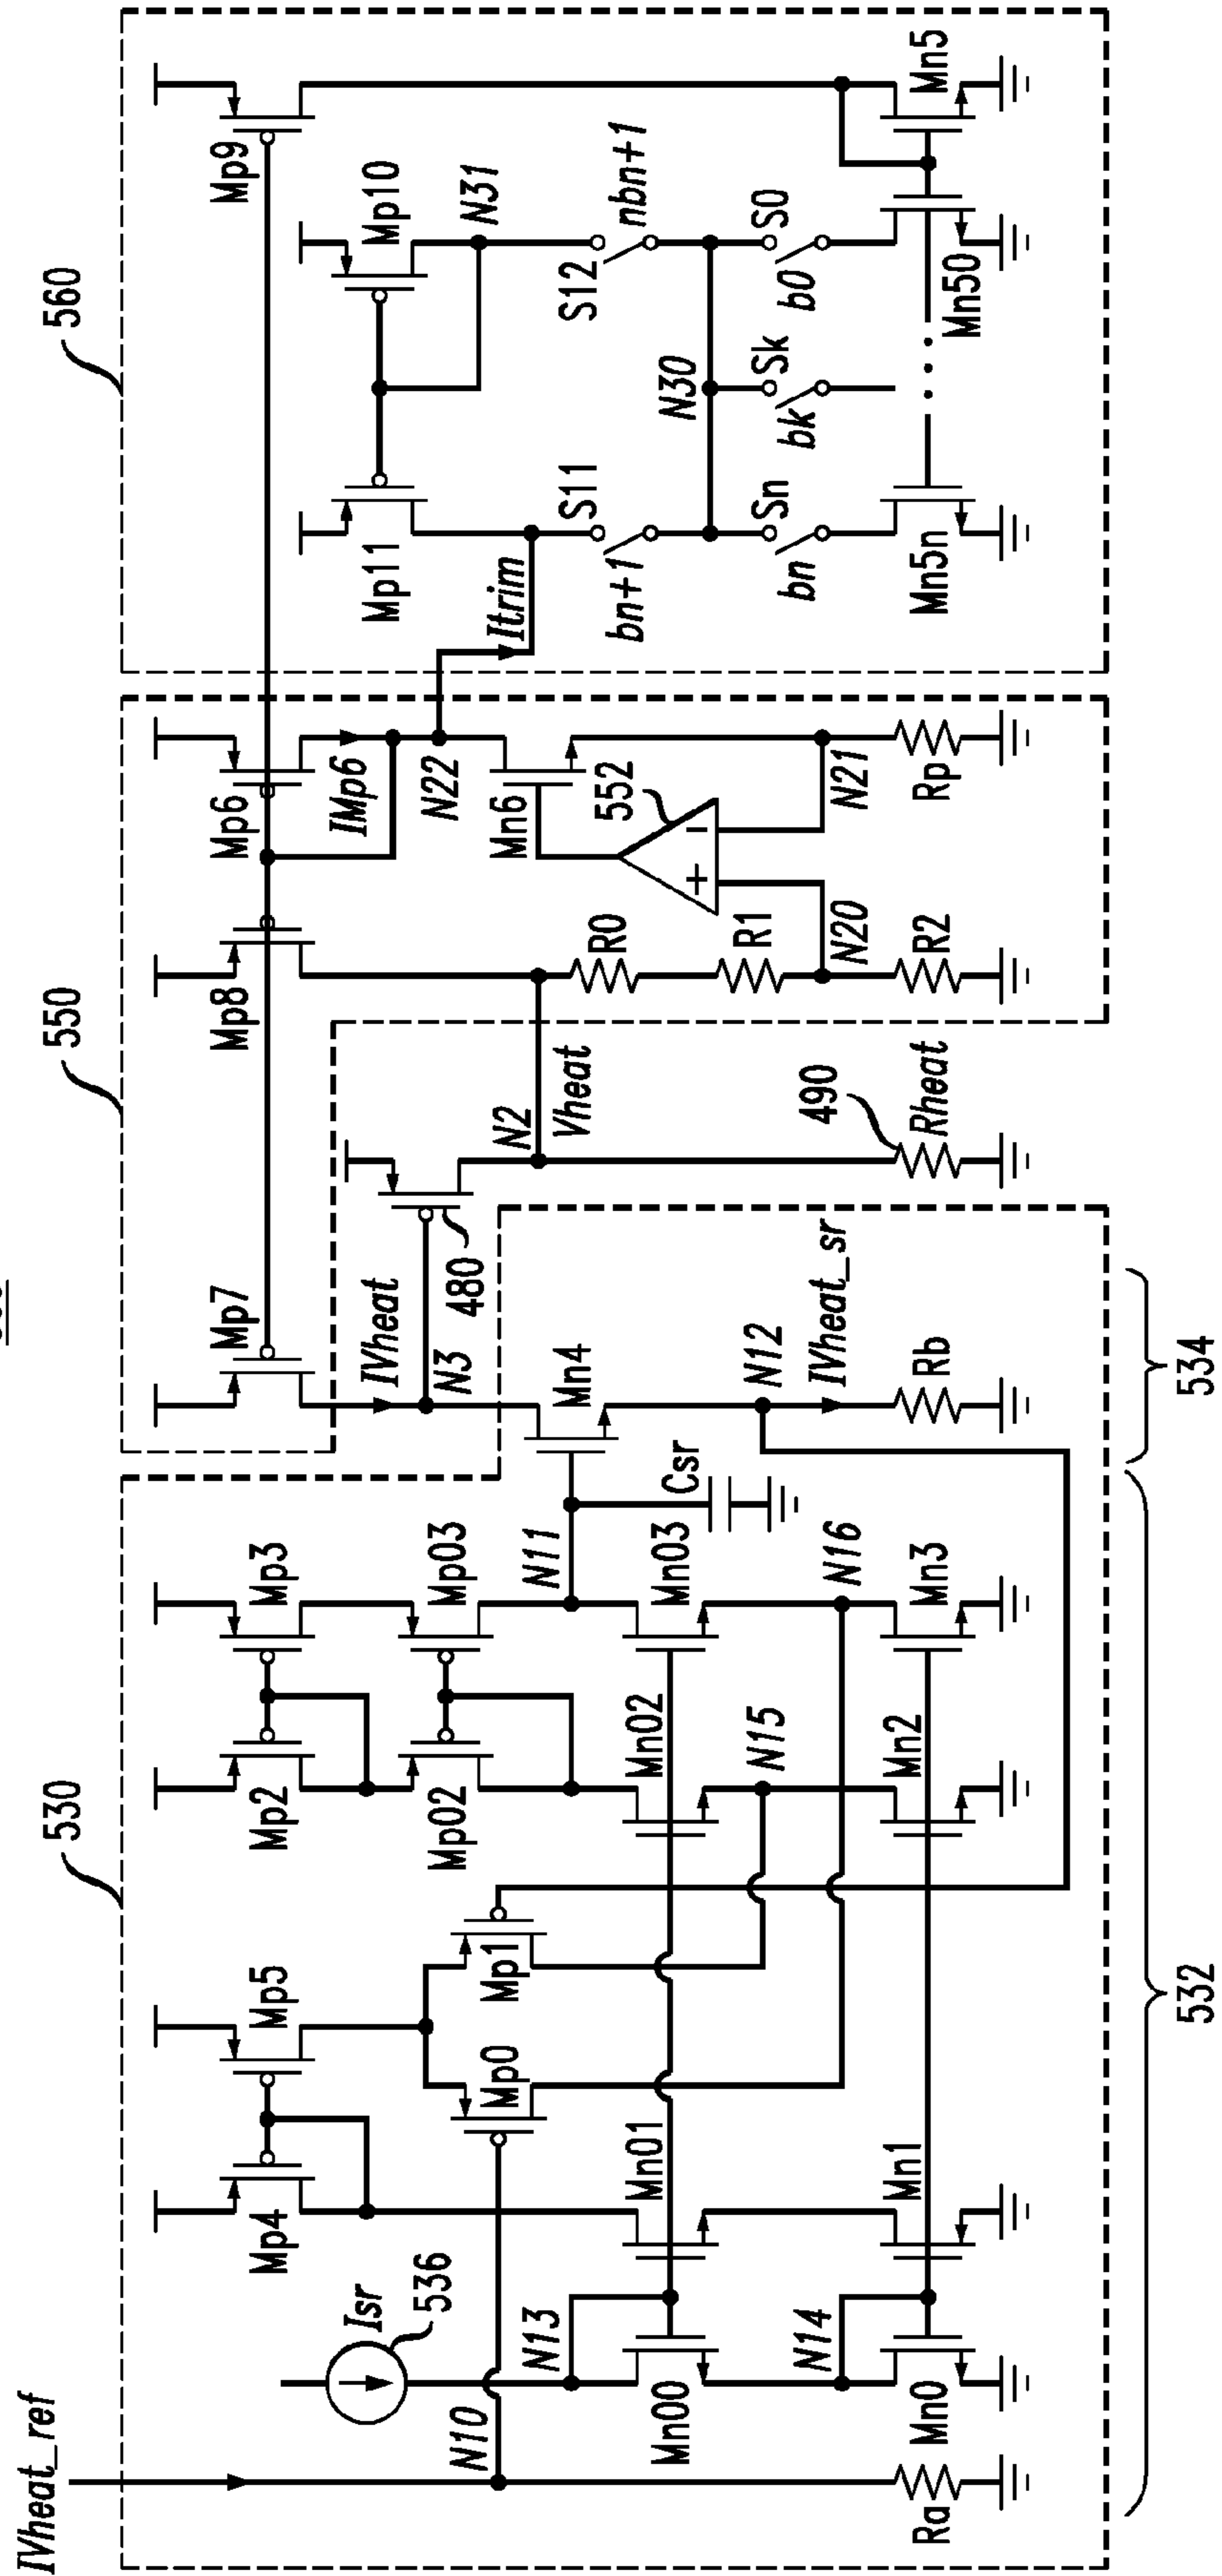 560
Mp9
Mn5
Mp10
N31
nbn+1
S12
S0
b0
Mn50
Sk
bk
N30
Mp11
S11
bn+1
Sn
bn
Mn5n
Itrim
550
Mp6
IMp6
N22
Mn6
552
+
−
N21
Rp
Mp8
R0
R1
N20
R2
N2
Vheat
490
Rheat
480
Mp7
IVheat
N3
Mn4
N12
IVheat_sr
Rb
534
530
Mp3
Mp03
N11
Csr
Mn03
N16
Mn3
Mp2
Mp02
Mn02
N15
Mn2
Mp5
Mp1
Mp0
Mp4
Mn01
Mn1
Isr
536
N13
N14
Mn00
Mn0
N10
Ra
IVheat_ref
532